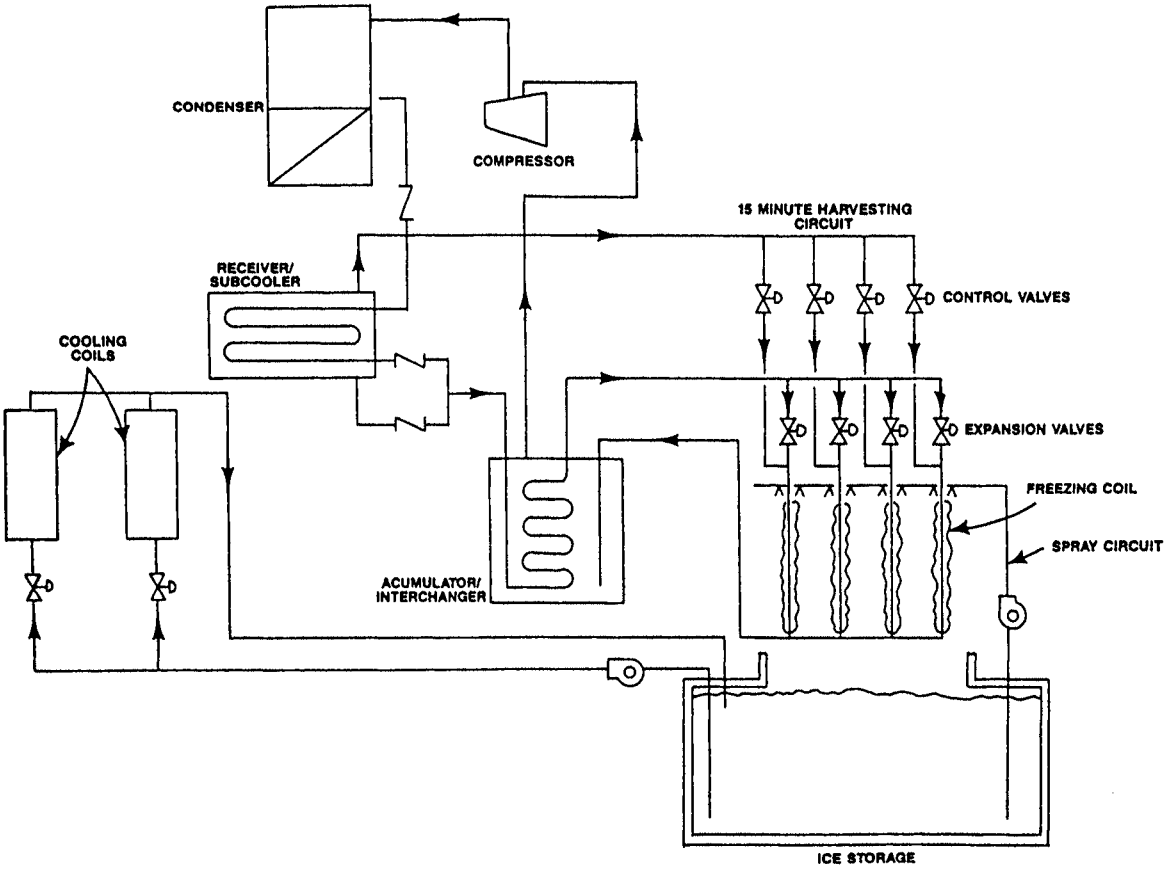 CONDENSER
COMPRESSOR
15 MINUTE HARVESTING
CIRCUIT
RECEIVER/
SUBCOOLER
CONTROL VALVES
COOLING
COILS
EXPANSION VALVES
FREEZING COIL
SPRAY CIRCUIT
ACUMULATOR/
INTERCHANGER
ICE STORAGE